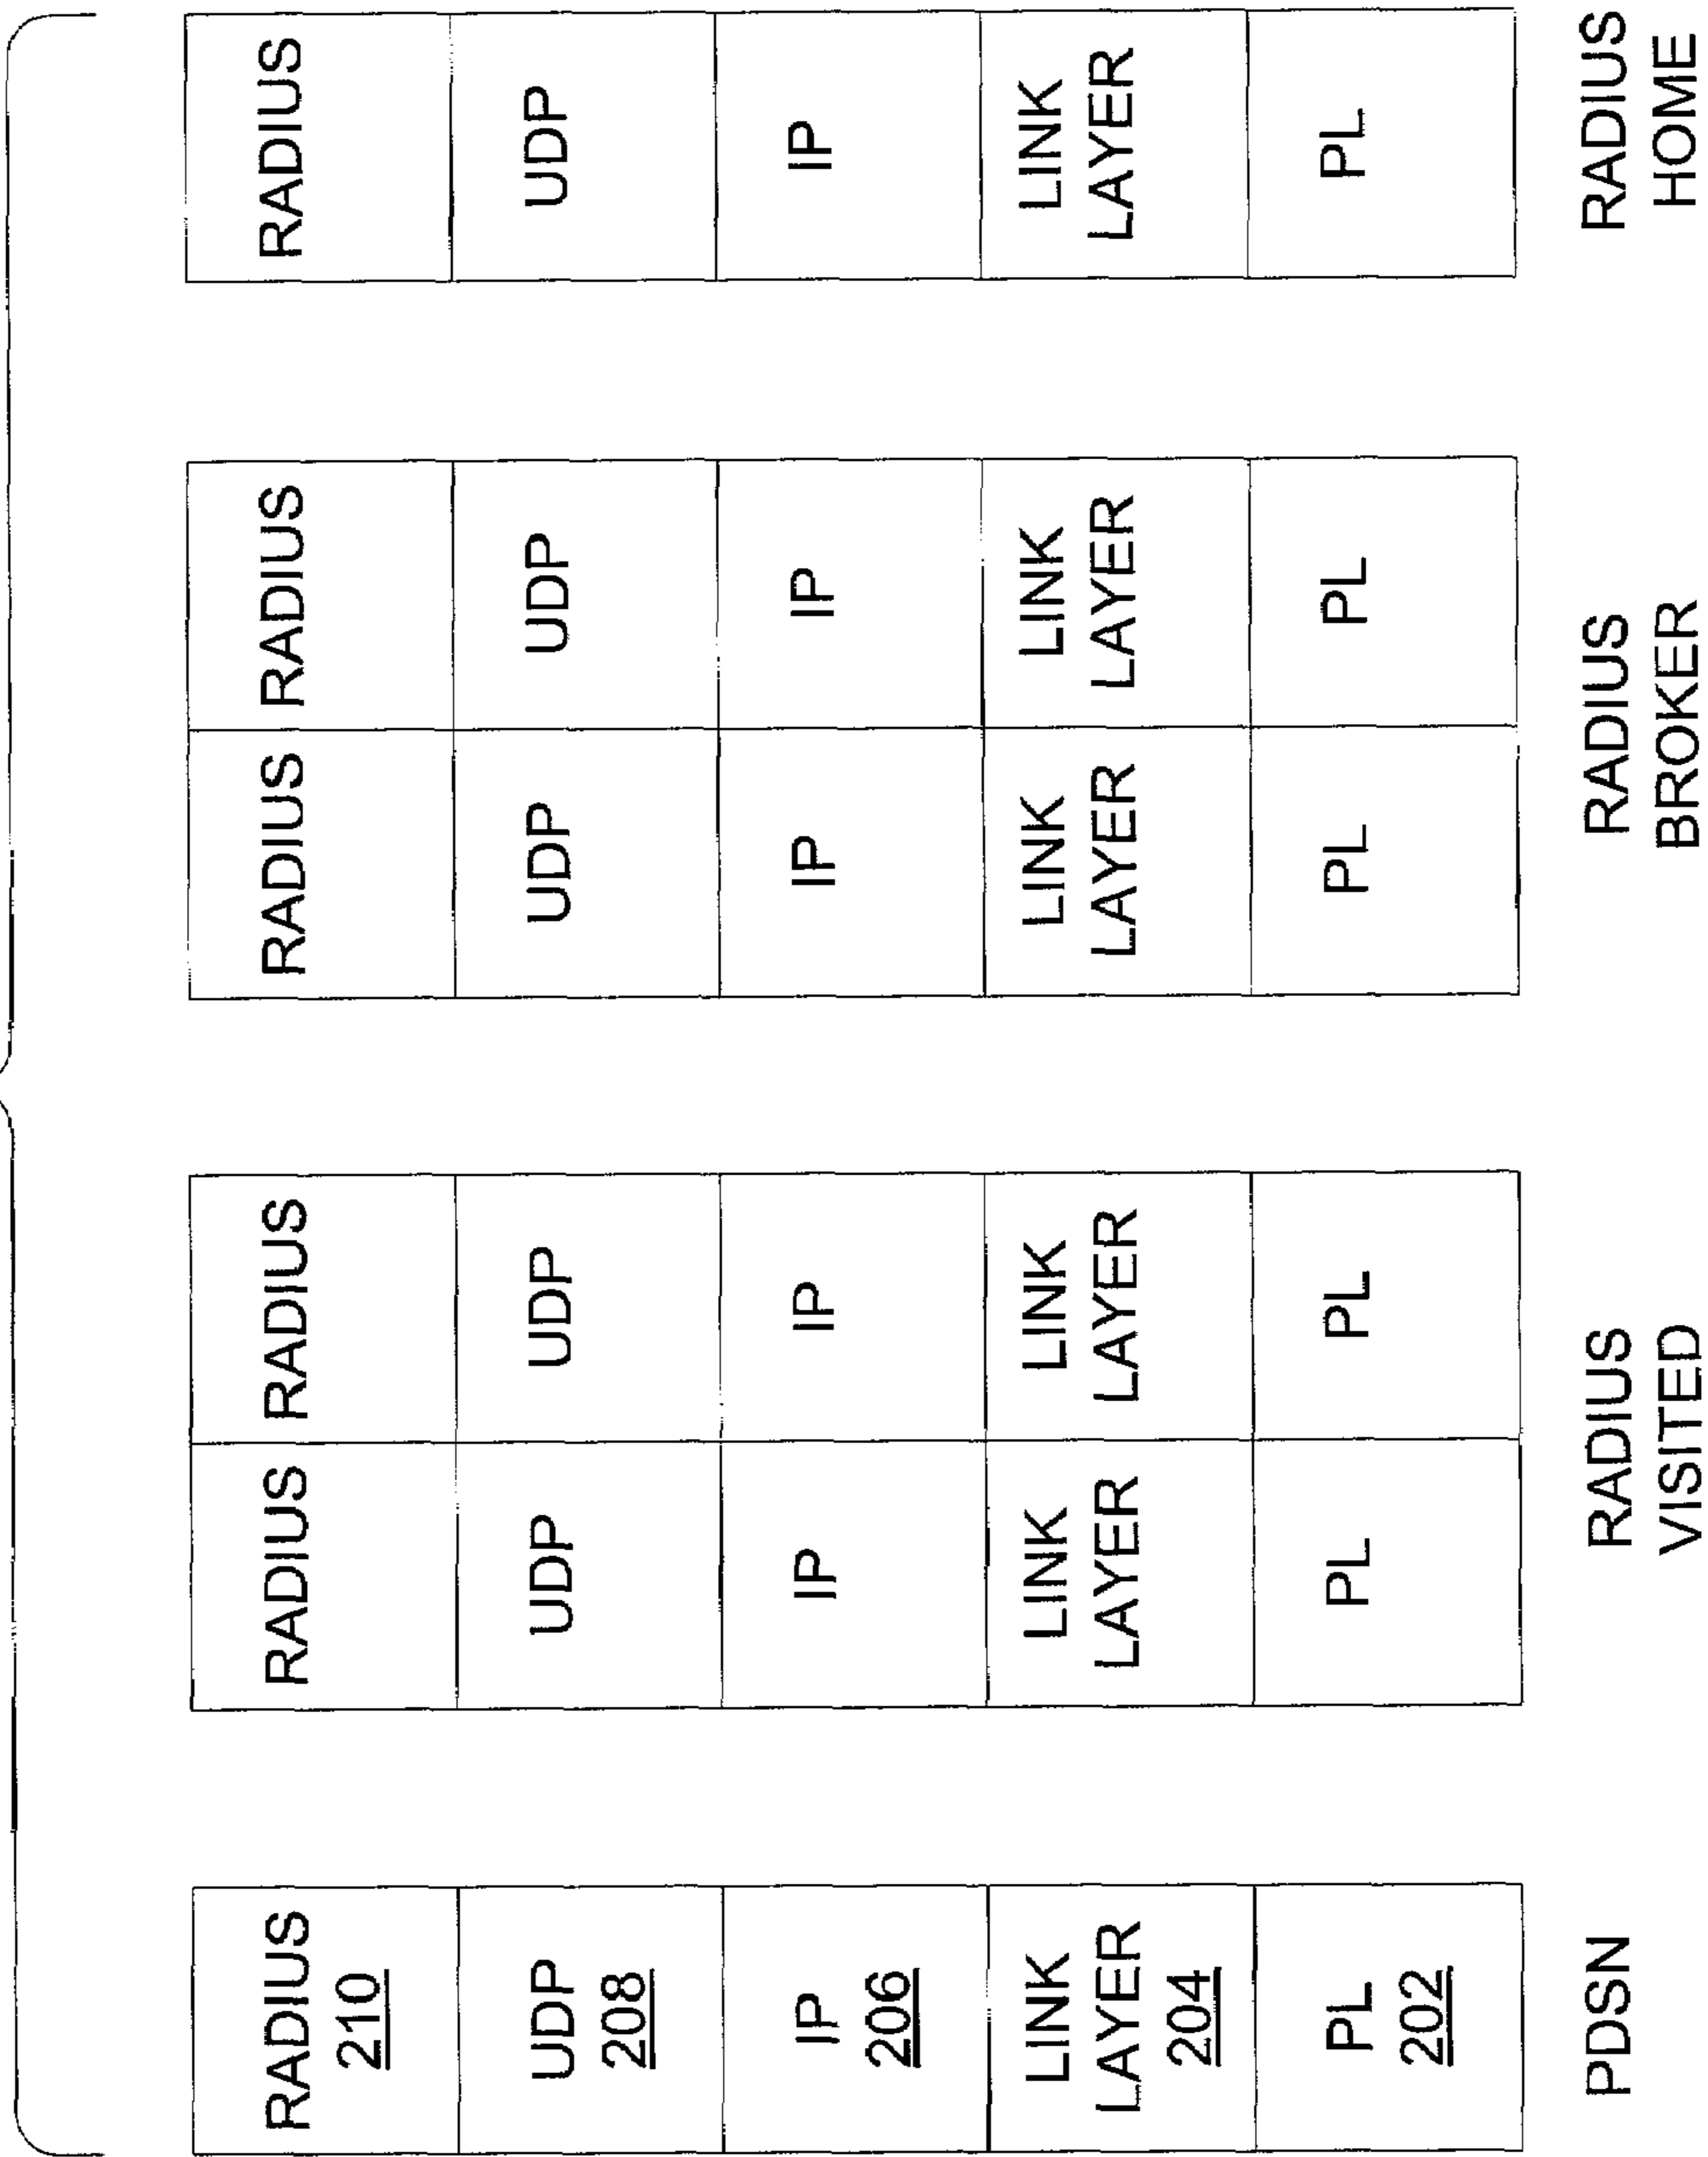 RADIUS
210
UDP
208
IP
206
LINK
LAYER
204
PL
202
PDSN
RADIUS RADIUS
UDP UDP
IP IP
LINK LINK
LAYER LAYER
PL PL
RADIUS
VISITED
RADIUS RADIUS
UDP UDP
IP IP
LINK LINK
LAYER LAYER
PL PL
RADIUS
BROKER
RADIUS
UDP
IP
LINK
LAYER
PL
RADIUS
HOME